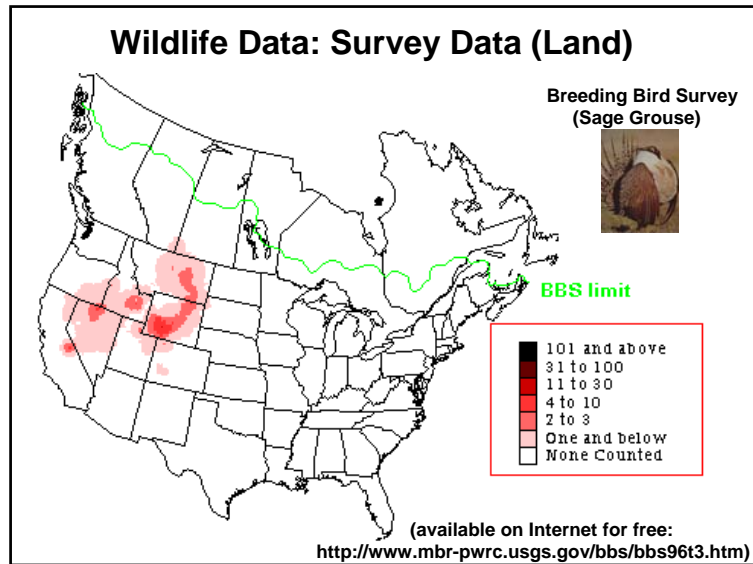 Wildlife Data: Survey Data (Land)
Breeding Bird Survey
(Sage Grouse)
BBS limit
101 and above
31 to 100
11 to 30
4 to 10
2 to 3
One and below
None Counted
(available on Internet for free:
http://www.mbr-pwrc.usgs.gov/bbs/bbs96t3.htm)